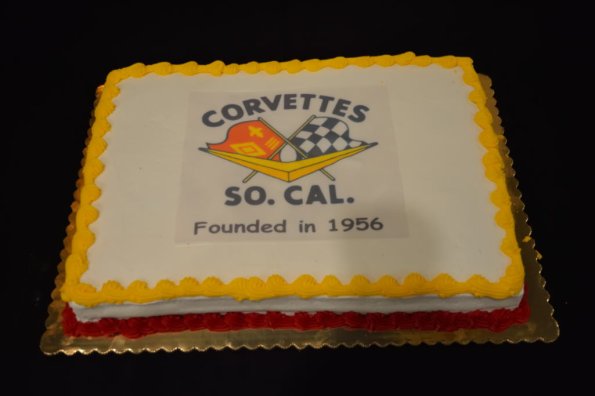 CORVETTES
SO. CAL.
Founded in 1956